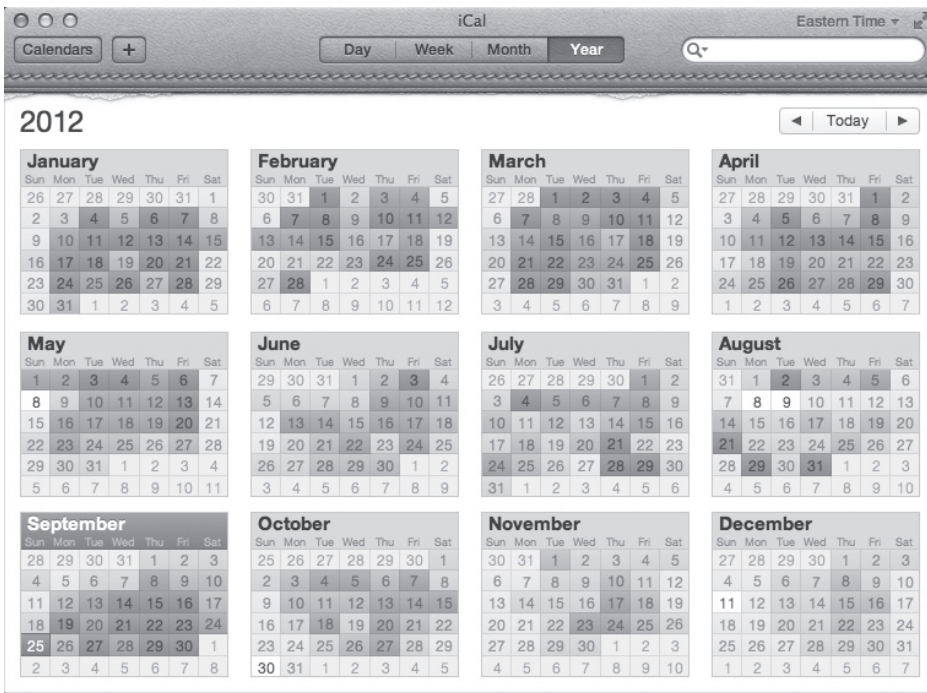 iCal
Eastern Time
Calendars +
Day Week Month Year
2012
Today
January
Sun Mon Tue Wed Thu Fri Sat
26 27 28 29 30 31 1
2 3 4 5 6 7 8
9 10 11 12 13 14 15
16 17 18 19 20 21 22
23 24 25 26 27 28 29
30 31 1 2 3 4 5
February
Sun Mon Tue Wed Thu Fri Sat
30 31 1 2 3 4 5
6 7 8 9 10 11 12
13 14 15 16 17 18 19
20 21 22 23 24 25 26
27 28 1 2 3 4 5
6 7 8 9 10 11 12
March
Sun Mon Tue Wed Thu Fri Sat
27 28 1 2 3 4 5
6 7 8 9 10 11 12
13 14 15 16 17 18 19
20 21 22 23 24 25 26
27 28 29 30 31 1 2
3 4 5 6 7 8 9
April
Sun Mon Tue Wed Thu Fri Sat
27 28 29 30 31 1 2
3 4 5 6 7 8 9
10 11 12 13 14 15 16
17 18 19 20 21 22 23
24 25 26 27 28 29 30
1 2 3 4 5 6 7
May
Sun Mon Tue Wed Thu Fri Sat
1 2 3 4 5 6 7
8 9 10 11 12 13 14
15 16 17 18 19 20 21
22 23 24 25 26 27 28
29 30 31 1 2 3 4
5 6 7 8 9 10 11
June
Sun Mon Tue Wed Thu Fri Sat
29 30 31 1 2 3 4
5 6 7 8 9 10 11
12 13 14 15 16 17 18
19 20 21 22 23 24 25
26 27 28 29 30 1 2
3 4 5 6 7 8 9
July
Sun Mon Tue Wed Thu Fri Sat
26 27 28 29 30 1 2
3 4 5 6 7 8 9
10 11 12 13 14 15 16
17 18 19 20 21 22 23
24 25 26 27 28 29 30
31 1 2 3 4 5 6
August
Sun Mon Tue Wed Thu Fri Sat
31 1 2 3 4 5 6
7 8 9 10 11 12 13
14 15 16 17 18 19 20
21 22 23 24 25 26 27
28 29 30 31 1 2 3
4 5 6 7 8 9 10
September
Sun Mon Tue Wed Thu Fri Sat
28 29 30 31 1 2 3
4 5 6 7 8 9 10
11 12 13 14 15 16 17
18 19 20 21 22 23 24
25 26 27 28 29 30 1
2 3 4 5 6 7 8
October
Sun Mon Tue Wed Thu Fri Sat
25 26 27 28 29 30 1
2 3 4 5 6 7 8
9 10 11 12 13 14 15
16 17 18 19 20 21 22
23 24 25 26 27 28 29
30 31 1 2 3 4 5
November
Sun Mon Tue Wed Thu Fri Sat
30 31 1 2 3 4 5
6 7 8 9 10 11 12
13 14 15 16 17 18 19
20 21 22 23 24 25 26
27 28 29 30 1 2 3
4 5 6 7 8 9 10
December
Sun Mon Tue Wed Thu Fri Sat
27 28 29 30 1 2 3
4 5 6 7 8 9 10
11 12 13 14 15 16 17
18 19 20 21 22 23 24
25 26 27 28 29 30 31
1 2 3 4 5 6 7